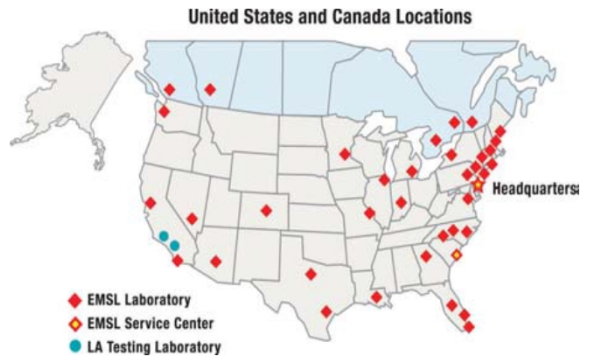 United States and Canada Locations
Headquarters
EMSL Laboratory
EMSL Service Center
LA Testing Laboratory